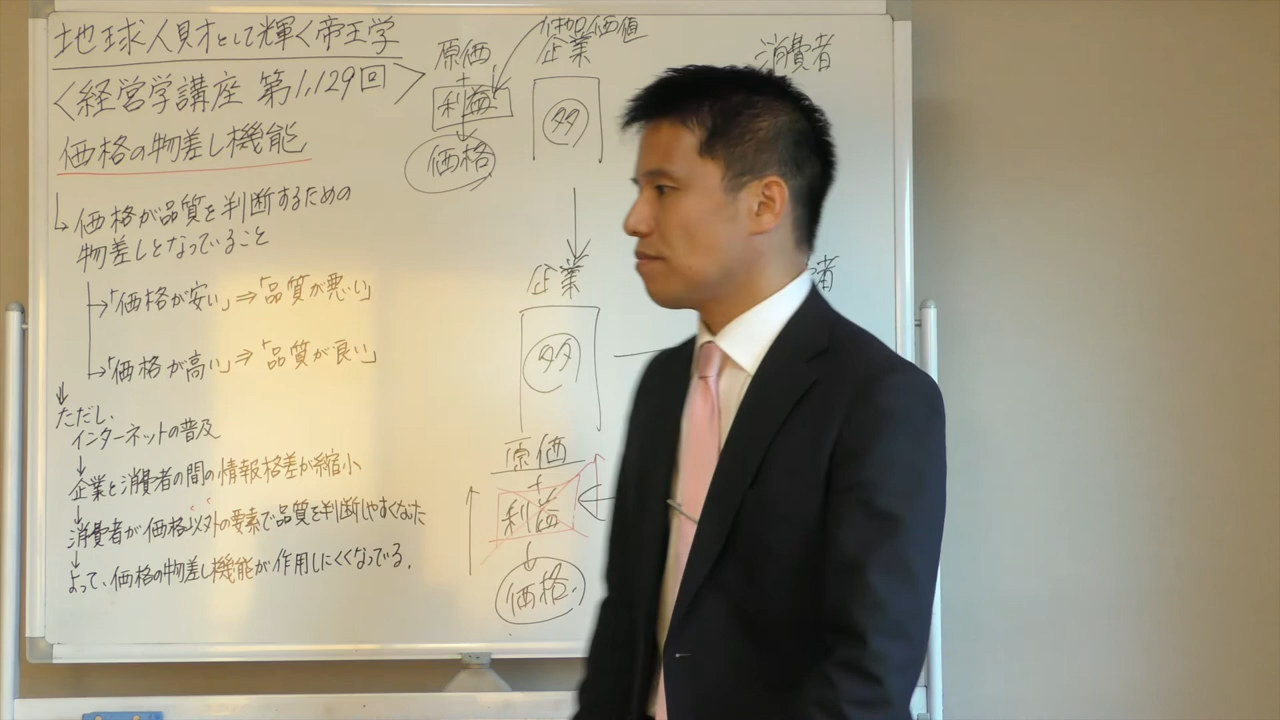 地球人財として輝く帝王学
<経営学講座 第1,129回>
価格の物差し機能
価格が品質を判断するための
物差しとなっていること
「価格が安い」⇒「品質が悪い」
「価格が高い」⇒「品質が良い」
ただし、
インターネットの普及
企業と消費者の間の情報格差が縮小
消費者が価格以外の要素で品質を判断しやすくなった
よって、価格の物差し機能が作用しにくくなっている。
付加価値
原価
+
利益
価格
企業
タタ
消費者
企業
タタ
者
原価
+
利益
価格.